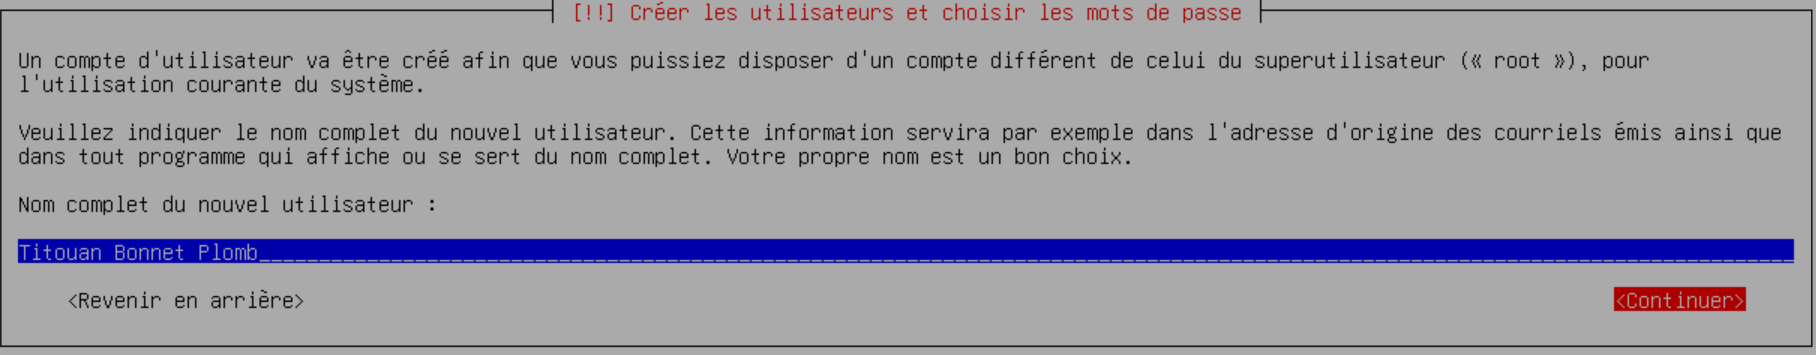 [!!] Créer les utilisateurs et choisir les mots de passe
Un compte d'utilisateur va être créé afin que vous puissiez disposer d'un compte différent de celui du superutilisateur (« root »), pour
l'utilisation courante du système.
Veuillez indiquer le nom complet du nouvel utilisateur. Cette information servira par exemple dans l'adresse d'origine des courriels émis ainsi que
dans tout programme qui affiche ou se sert du nom complet. Votre propre nom est un bon choix.
Nom complet du nouvel utilisateur :
Titouan Bonnet Plomb
<Revenir en arrière> <Continuer>